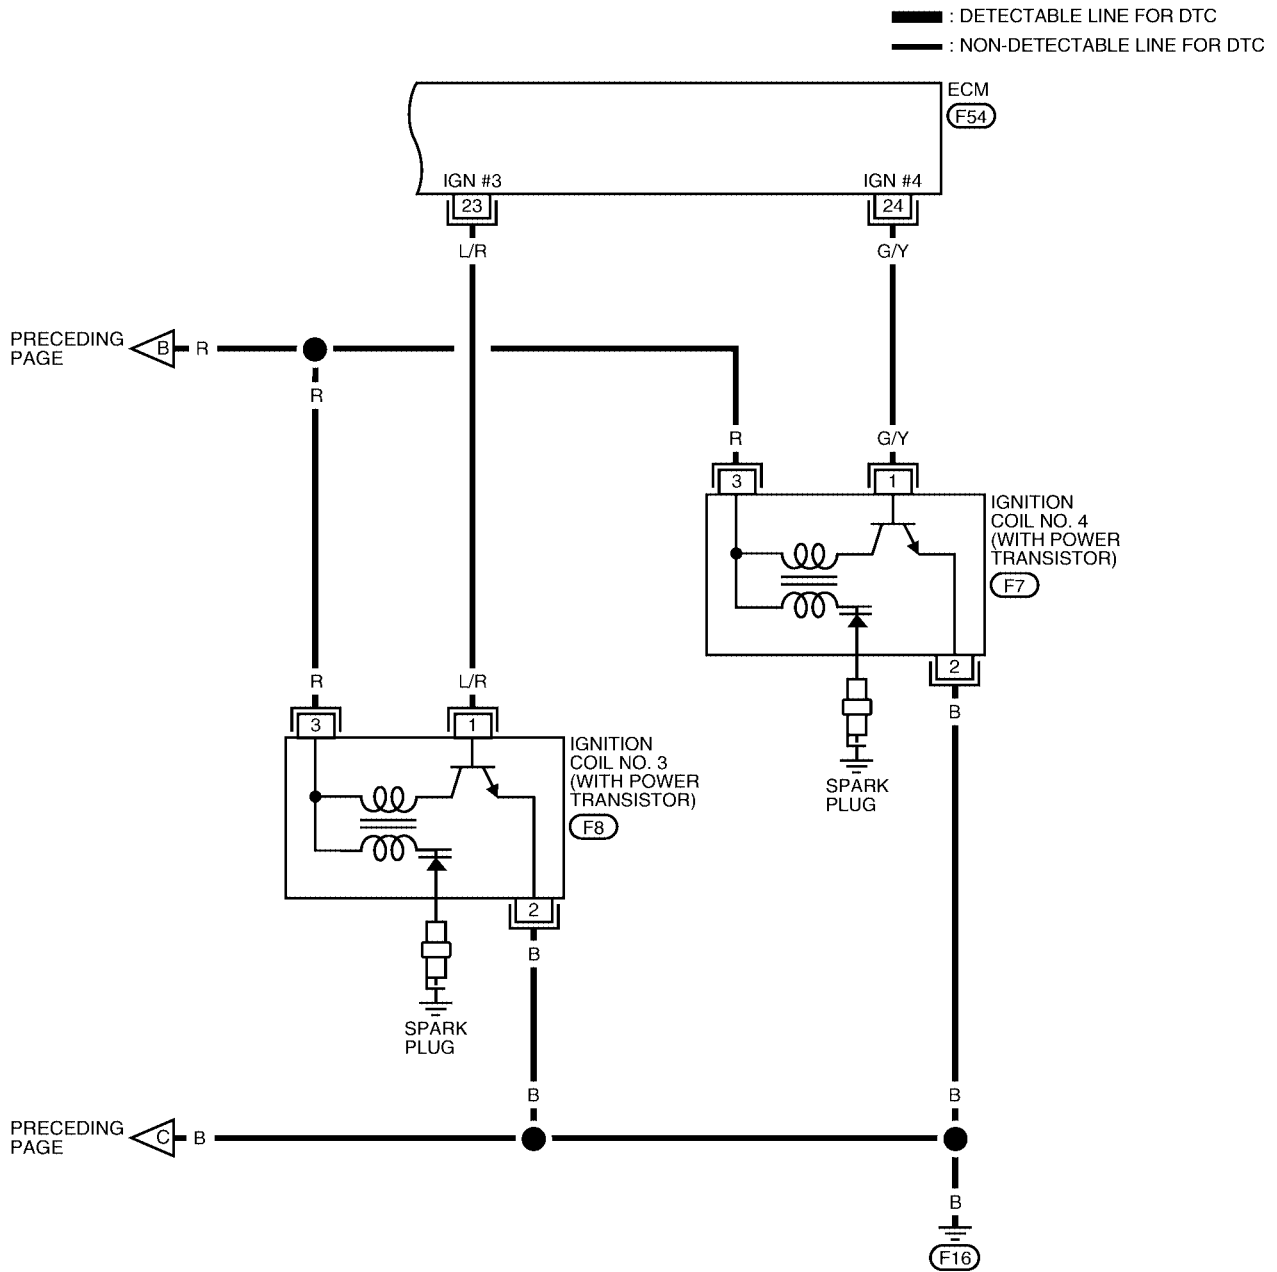 : DETECTABLE LINE FOR DTC
: NON-DETECTABLE LINE FOR DTC
ECM
F54
IGN #3
IGN #4
23
24
L/R
G/Y
PRECEDING
PAGE
B
R
R
R
G/Y
3
1
IGNITION
COIL NO. 4
(WITH POWER
TRANSISTOR)
F7
2
B
SPARK
PLUG
R
L/R
3
1
IGNITION
COIL NO. 3
(WITH POWER
TRANSISTOR)
F8
2
B
SPARK
PLUG
B
B
PRECEDING
PAGE
C
B
B
F16